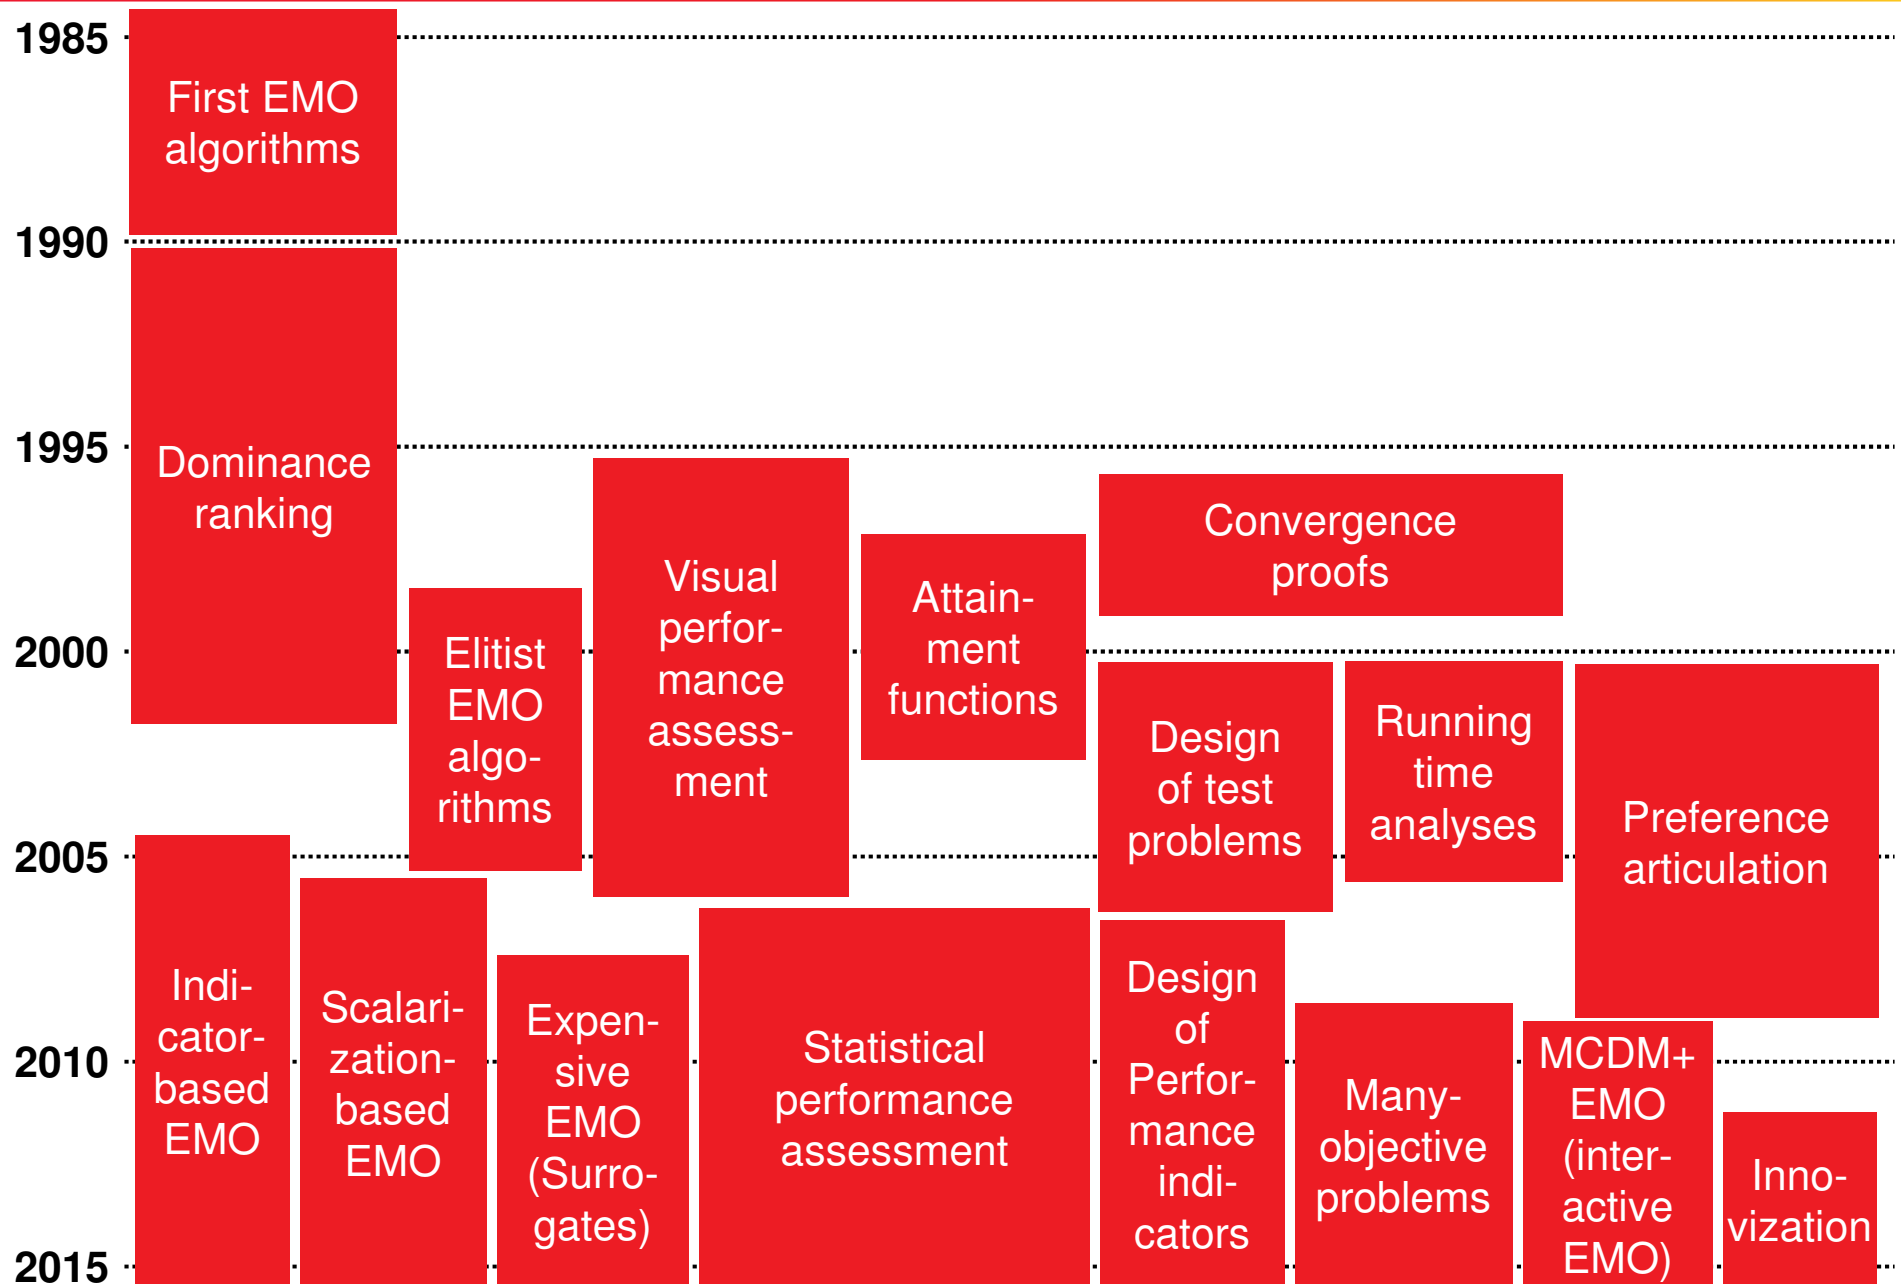 1985
First EMO
algorithms
1990
1995
Dominance
ranking
Convergence
proofs
Visual
perfor-
mance
assess-
ment
Attain-
ment
functions
2000
Elitist
EMO
algo-
rithms
Design
of test
problems
Running
time
analyses
Preference
articulation
2005
Indi-
cator-
based
EMO
Scalari-
zation-
based
EMO
Expen-
sive
EMO
(Surro-
gates)
Statistical
performance
assessment
Design
of
Perfor-
mance
indi-
cators
Many-
objective
problems
MCDM+
EMO
(inter-
active
EMO)
Inno-
vization
2010
2015